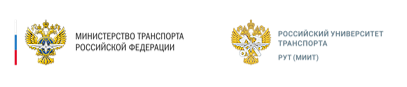 МИНИСТЕРСТВО ТРАНСПОРТА
РОССИЙСКОЙ ФЕДЕРАЦИИ
РОССИЙСКИЙ УНИВЕРСИТЕТ
ТРАНСПОРТА
РУТ (МИИТ)